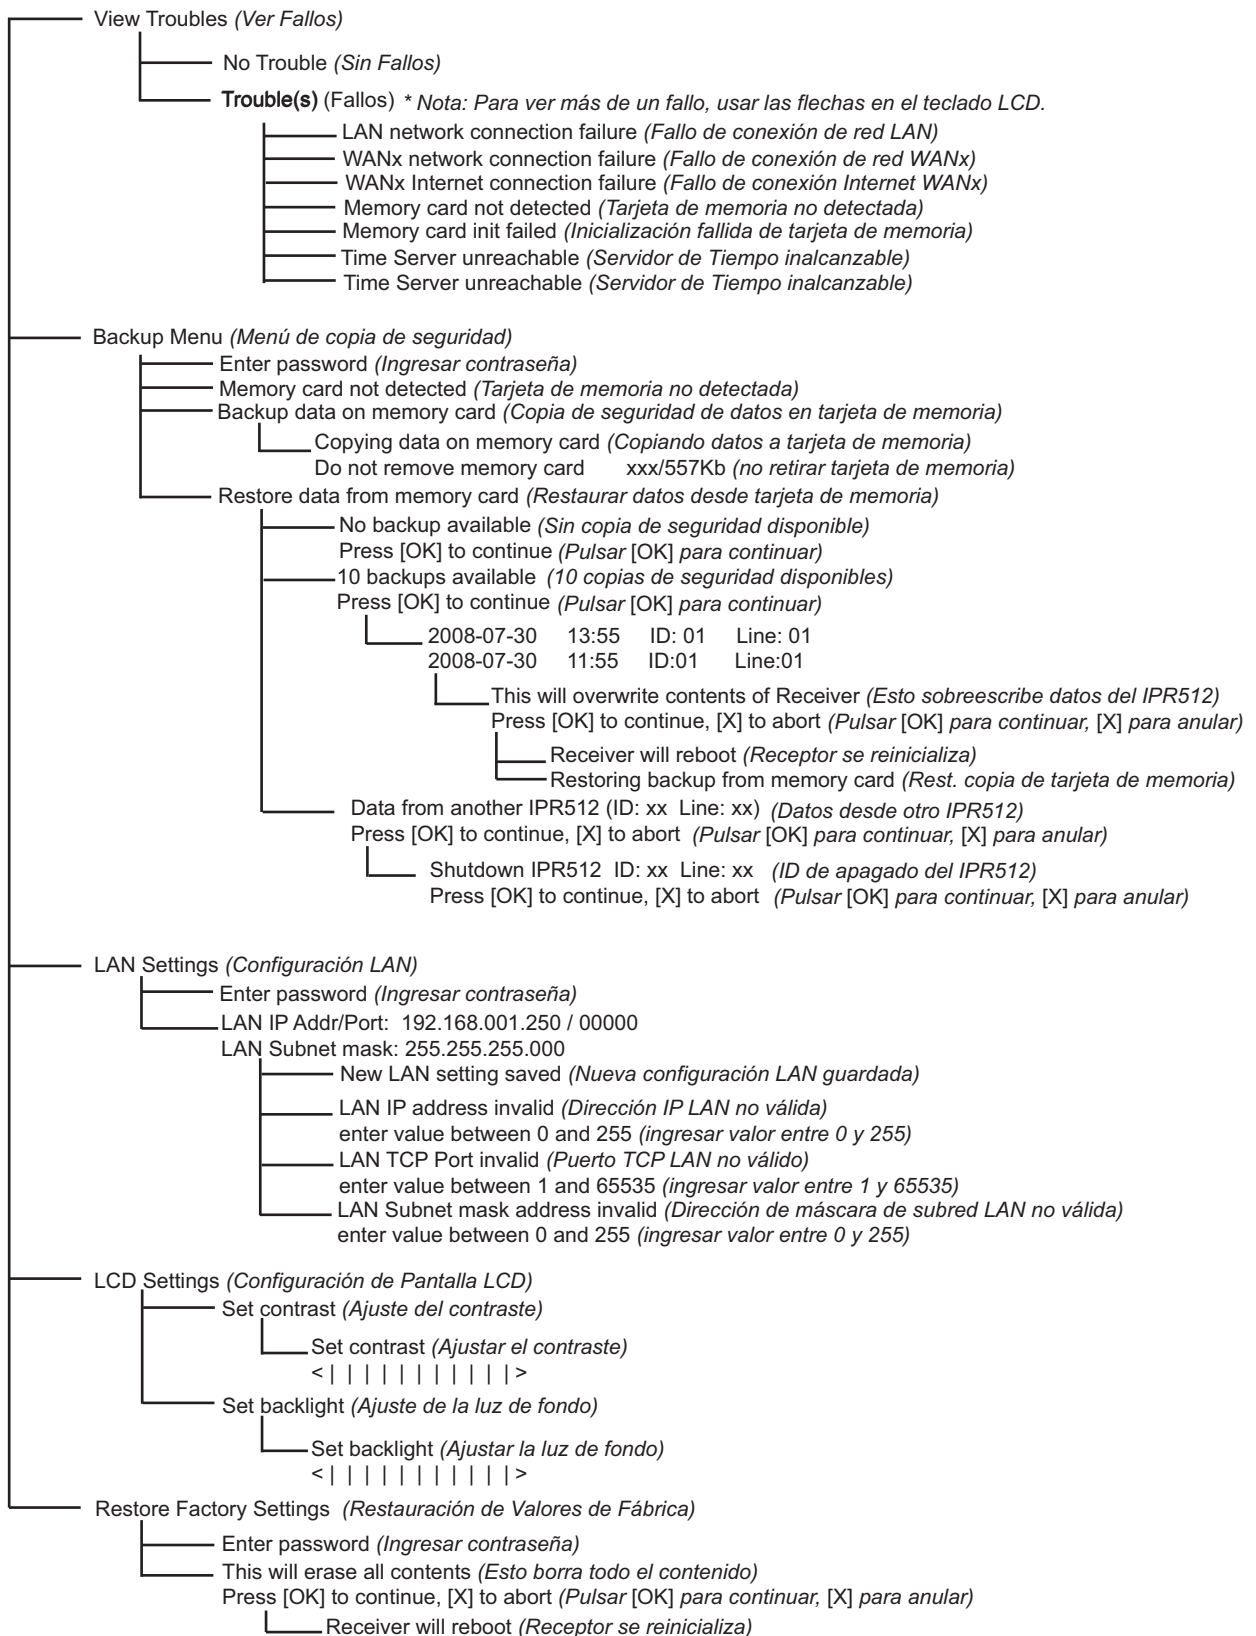 View Troubles (Ver Fallos)
No Trouble (Sin Fallos)
Trouble(s) (Fallos) * Nota: Para ver más de un fallo, usar las flechas en el teclado LCD.
LAN network connection failure (Fallo de conexión de red LAN)
WANx network connection failure (Fallo de conexión de red WANx)
WANx Internet connection failure (Fallo de conexión Internet WANx)
Memory card not detected (Tarjeta de memoria no detectada)
Memory card init failed (Inicialización fallida de tarjeta de memoria)
Time Server unreachable (Servidor de Tiempo inalcanzable)
Time Server unreachable (Servidor de Tiempo inalcanzable)
Backup Menu (Menú de copia de seguridad)
Enter password (Ingresar contraseña)
Memory card not detected (Tarjeta de memoria no detectada)
Backup data on memory card (Copia de seguridad de datos en tarjeta de memoria)
Copying data on memory card (Copiando datos a tarjeta de memoria)
Do not remove memory card xxx/557Kb (no retirar tarjeta de memoria)
Restore data from memory card (Restaurar datos desde tarjeta de memoria)
No backup available (Sin copia de seguridad disponible)
Press [OK] to continue (Pulsar [OK] para continuar)
10 backups available (10 copias de seguridad disponibles)
Press [OK] to continue (Pulsar [OK] para continuar)
2008-07-30 13:55 ID: 01 Line: 01
2008-07-30 11:55 ID:01 Line:01
This will overwrite contents of Receiver (Esto sobreescribe datos del IPR512)
Press [OK] to continue, [X] to abort (Pulsar [OK] para continuar, [X] para anular)
Receiver will reboot (Receptor se reinicializa)
Restoring backup from memory card (Rest. copia de tarjeta de memoria)
Data from another IPR512 (ID: xx Line: xx) (Datos desde otro IPR512)
Press [OK] to continue, [X] to abort (Pulsar [OK] para continuar, [X] para anular)
Shutdown IPR512 ID: xx Line: xx (ID de apagado del IPR512)
Press [OK] to continue, [X] to abort (Pulsar [OK] para continuar, [X] para anular)
LAN Settings (Configuración LAN)
Enter password (Ingresar contraseña)
LAN IP Addr/Port: 192.168.001.250 / 00000
LAN Subnet mask: 255.255.255.000
New LAN setting saved (Nueva configuración LAN guardada)
LAN IP address invalid (Dirección IP LAN no válida)
enter value between 0 and 255 (ingresar valor entre 0 y 255)
LAN TCP Port invalid (Puerto TCP LAN no válido)
enter value between 1 and 65535 (ingresar valor entre 1 y 65535)
LAN Subnet mask address invalid (Dirección de máscara de subred LAN no válida)
enter value between 0 and 255 (ingresar valor entre 0 y 255)
LCD Settings (Configuración de Pantalla LCD)
Set contrast (Ajuste del contraste)
Set contrast (Ajustar el contraste)
< | | | | | | | | | | | >
Set backlight (Ajuste de la luz de fondo)
Set backlight (Ajustar la luz de fondo)
< | | | | | | | | | | | >
Restore Factory Settings (Restauración de Valores de Fábrica)
Enter password (Ingresar contraseña)
This will erase all contents (Esto borra todo el contenido)
Press [OK] to continue, [X] to abort (Pulsar [OK] para continuar, [X] para anular)
Receiver will reboot (Receptor se reinicializa)